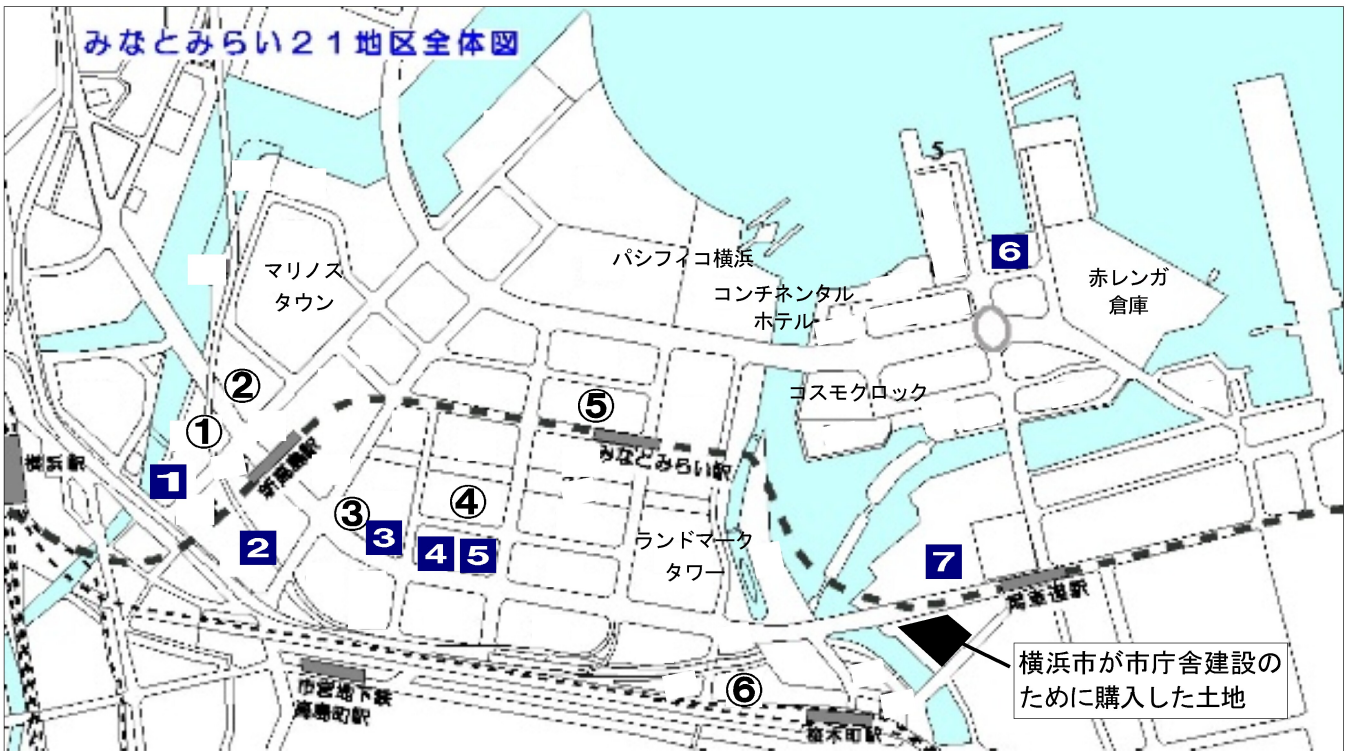 みなとみらい21地区全体図
5
6
パシフィコ横浜
マリノス
タウン
コンチネンタル
ホテル
赤レンガ
倉庫
コスモクロック
②
①
⑤
みなとみらい駅
横浜駅
1
新高島駅
③
④
2
3
4
5
ランドマーク
タワー
7
馬車道駅
横浜市が市庁舎建設の
ために購入した土地
市営地下鉄
高島町駅
⑥
桜木町駅